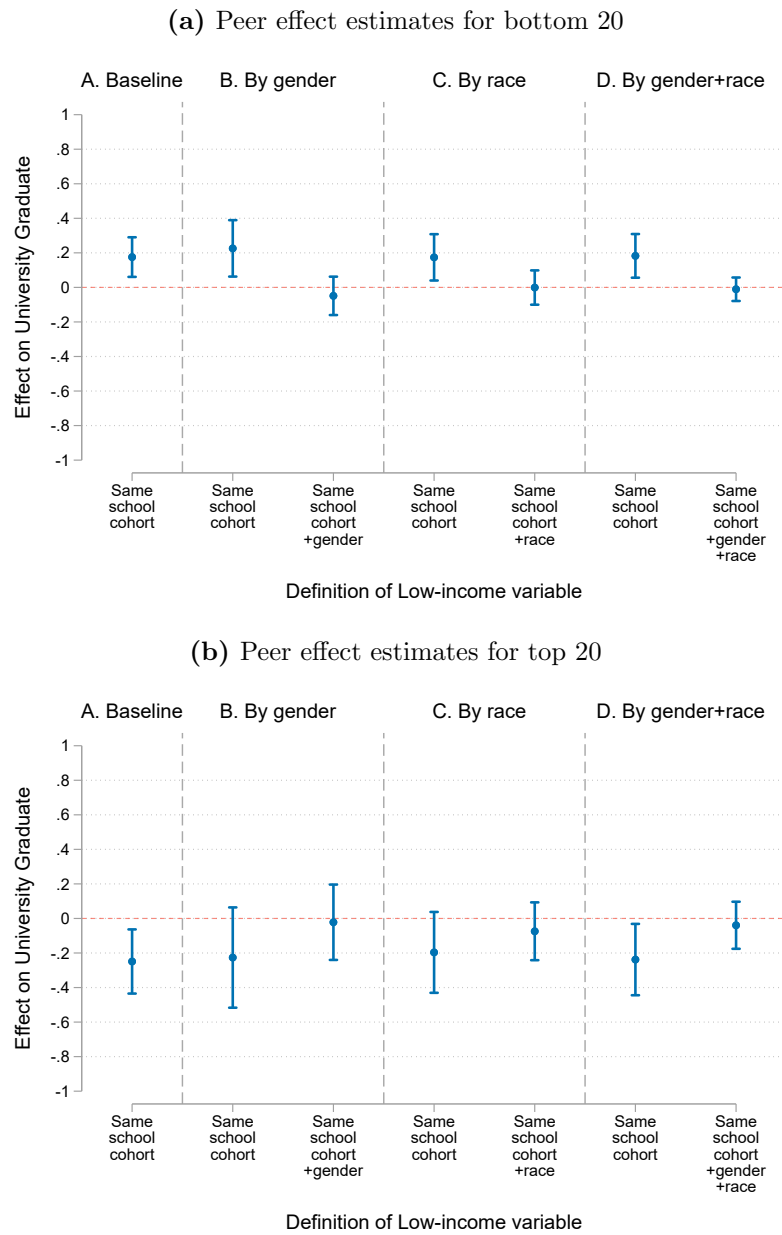 (a) Peer effect estimates for bottom 20
A. Baseline B. By gender C. By race D. By gender+race
1
.8
.6
.4
.2
0
-.2
-.4
-.6
-.8
-1
Effect on University Graduate
Same school cohort
Same school cohort
Same school cohort +gender
Same school cohort
Same school cohort +race
Same school cohort
Same school cohort +gender +race
Definition of Low-income variable
(b) Peer effect estimates for top 20
A. Baseline B. By gender C. By race D. By gender+race
1
.8
.6
.4
.2
0
-.2
-.4
-.6
-.8
-1
Effect on University Graduate
Same school cohort
Same school cohort
Same school cohort +gender
Same school cohort
Same school cohort +race
Same school cohort
Same school cohort +gender +race
Definition of Low-income variable